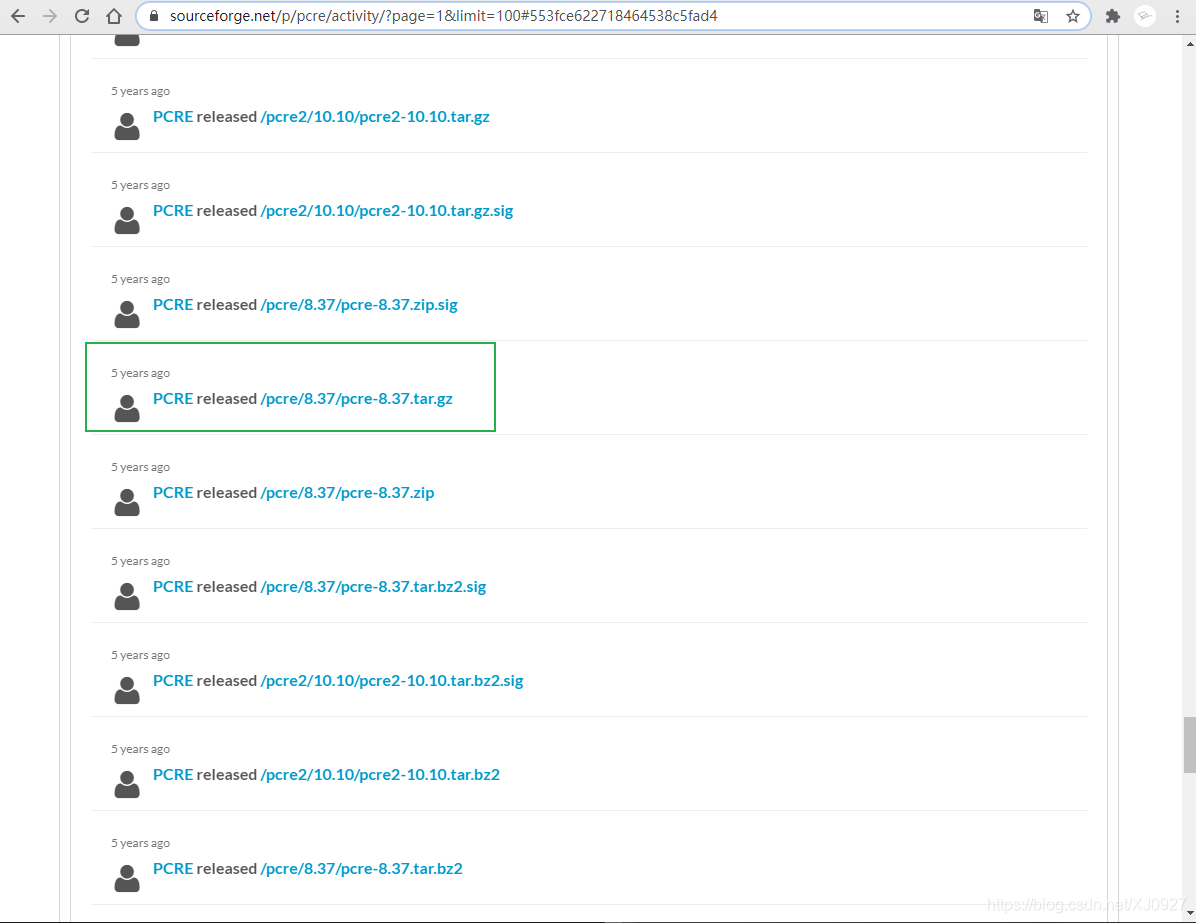 sourceforge.net/p/pcre/activity/?page=1&limit=100#553fce622718464538c5fad4
5 years ago
PCRE released /pcre2/10.10/pcre2-10.10.tar.gz
5 years ago
PCRE released /pcre2/10.10/pcre2-10.10.tar.gz.sig
5 years ago
PCRE released /pcre/8.37/pcre-8.37.zip.sig
5 years ago
PCRE released /pcre/8.37/pcre-8.37.tar.gz
5 years ago
PCRE released /pcre/8.37/pcre-8.37.zip
5 years ago
PCRE released /pcre/8.37/pcre-8.37.tar.bz2.sig
5 years ago
PCRE released /pcre2/10.10/pcre2-10.10.tar.bz2.sig
5 years ago
PCRE released /pcre2/10.10/pcre2-10.10.tar.bz2
5 years ago
PCRE released /pcre/8.37/pcre-8.37.tar.bz2
https://blog.csdn.net/XJ0927